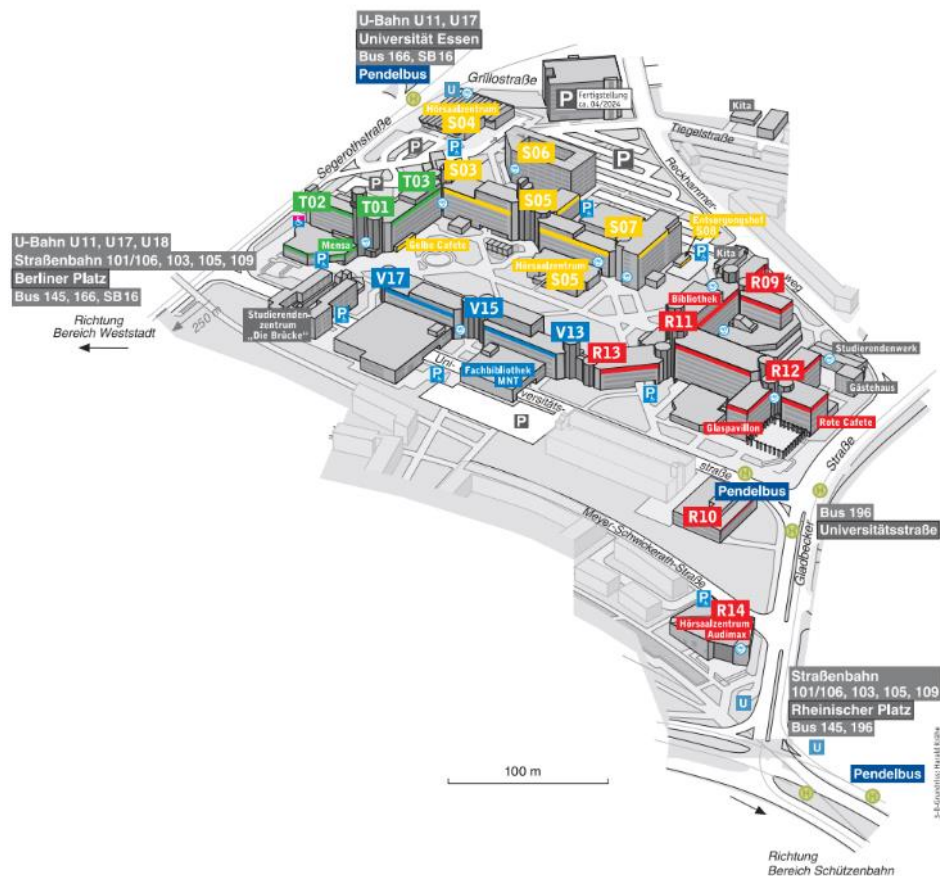 U-Bahn U11, U17
Universität Essen
Bus 166, SB16
Pendelbus
Grillostraße
U
H
Segerothstraße
Hörsaalzentrum
S04
P
P
Fertigstellung
ca. 04/2024
Kita
Tiegelstraße
Reckhammer-
weg
P
P
P
S03
S06
P
T03
T02
T01
S05
P
S07
Entsorgungshof
S08
P
Kita
Mensa
P
Gelbe Cafete
Hörsaalzentrum
S05
U-Bahn U11, U17, U18
Straßenbahn 101/106, 103, 105, 109
Berliner Platz
Bus 145, 166, SB16
250 m
Richtung
Bereich Weststadt
Studierenden-
zentrum
„Die Brücke“
P
V17
V15
V13
R09
Bibliothek
R11
R13
R12
Studierendenwerk
Gästehaus
Uni-
versitäts-
straße
P
Fachbibliothek
MNT
P
P
Glaspavillon
Rote Cafete
H
Pendelbus
R10
Straße
Gladbecker
H
H
Bus 196
Universitätsstraße
Meyer-Schwickerath-Straße
P
R14
Hörsaalzentrum
Audimax
U
Straßenbahn
101/106, 103, 105, 109
Rheinischer Platz
Bus 145, 196
U
Pendelbus
H
H
100 m
Richtung
Bereich Schützenbahn